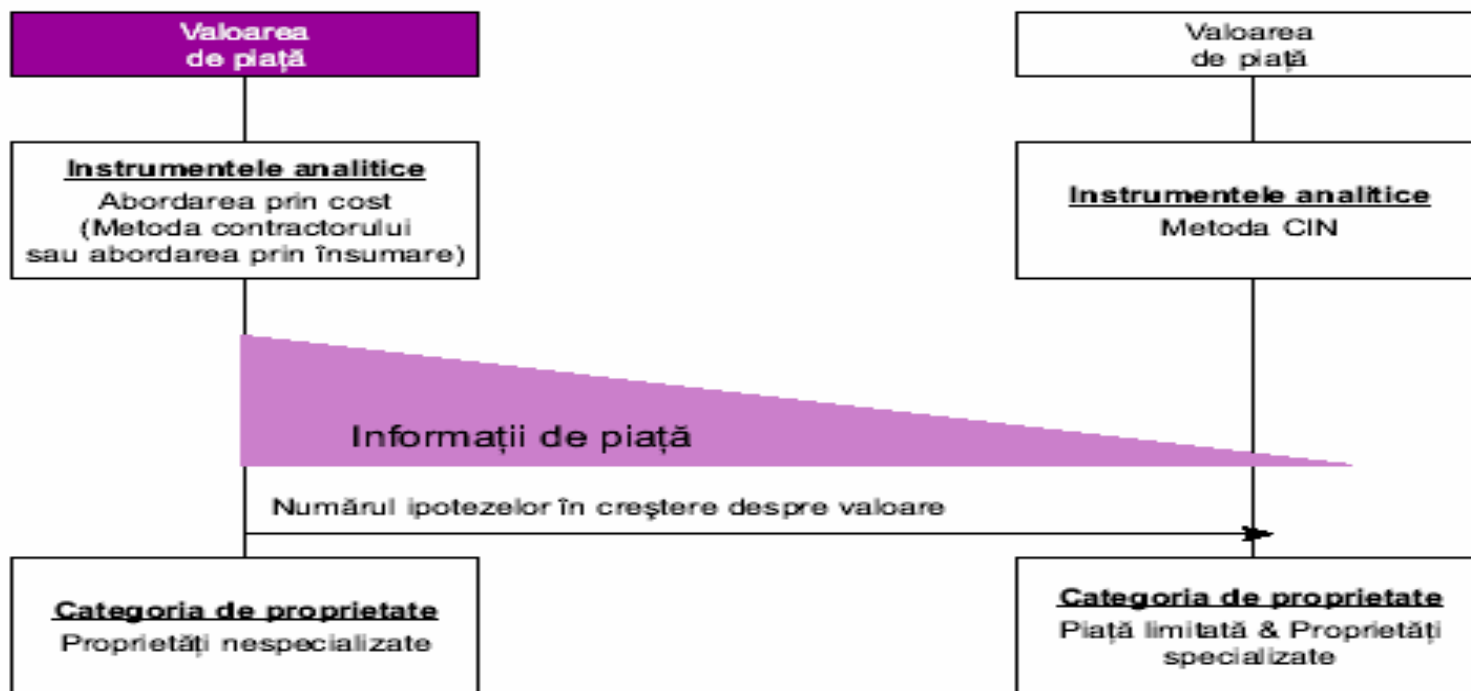 Valoarea
de piață
Valoarea
de piață
Instrumentele analitice
Abordarea prin cost
(Metoda contractorului
sau abordarea prin însumare)
Instrumentele analitice
Metoda CIN
Informații de piață
Numărul ipotezelor în creştere despre valoare
Categoria de proprietate
Proprietăți nespecializate
Categoria de proprietate
Piață limitată & Proprietăți
specializate